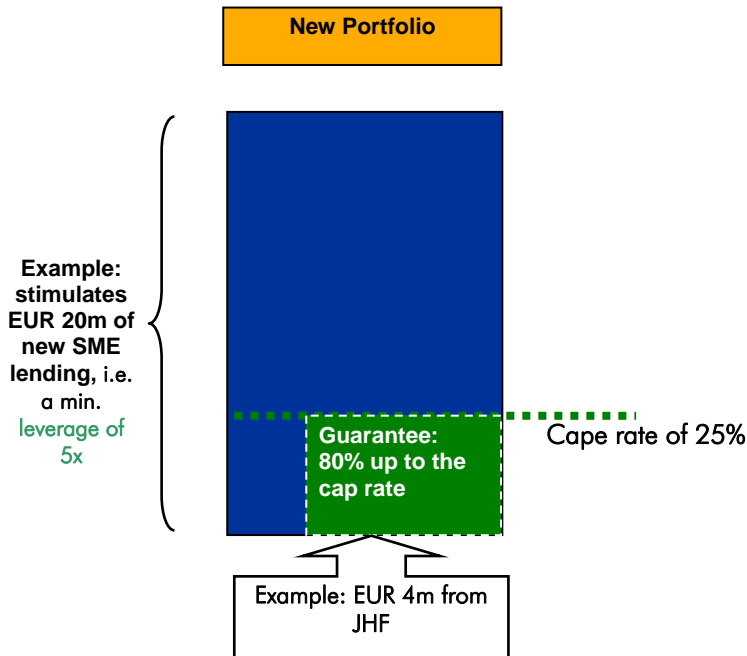 New Portfolio
Example:
stimulates
EUR 20m of
new SME
lending, i.e.
a min.
leverage of
5x
Guarantee:
80% up to the
cap rate
Cape rate of 25%
Example: EUR 4m from
JHF